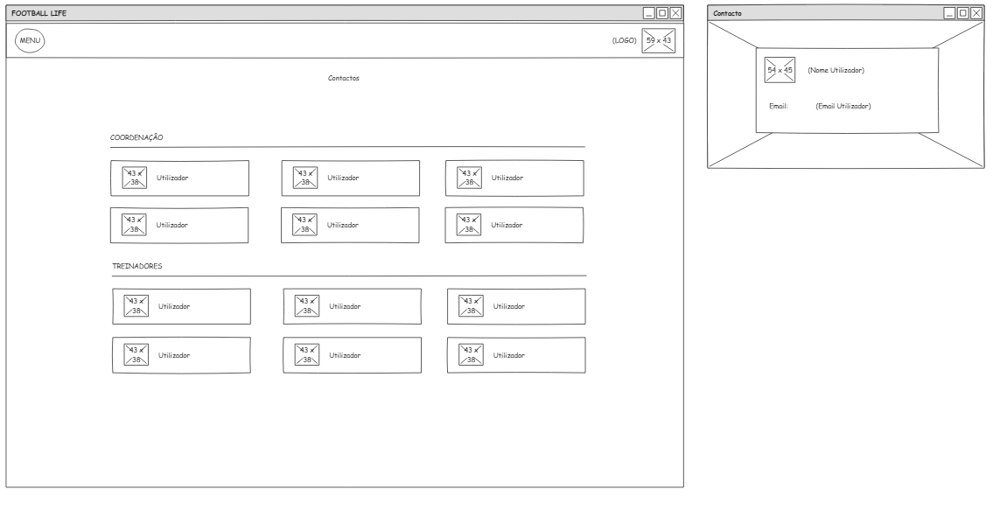 FOOTBALL LIFE
MENU
(LOGO)
59 x 43
Contactos
COORDENAÇÂO
43 x
38
Utilizador
43 x
38
Utilizador
43 x
38
Utilizador
43 x
38
Utilizador
43 x
38
Utilizador
43 x
38
Utilizador
TREINADORES
43 x
38
Utilizador
43 x
38
Utilizador
43 x
38
Utilizador
43 x
38
Utilizador
43 x
38
Utilizador
43 x
38
Utilizador
Contacto
54 x 45
(Nome Utilizador)
Email:
(Email Utilizador)